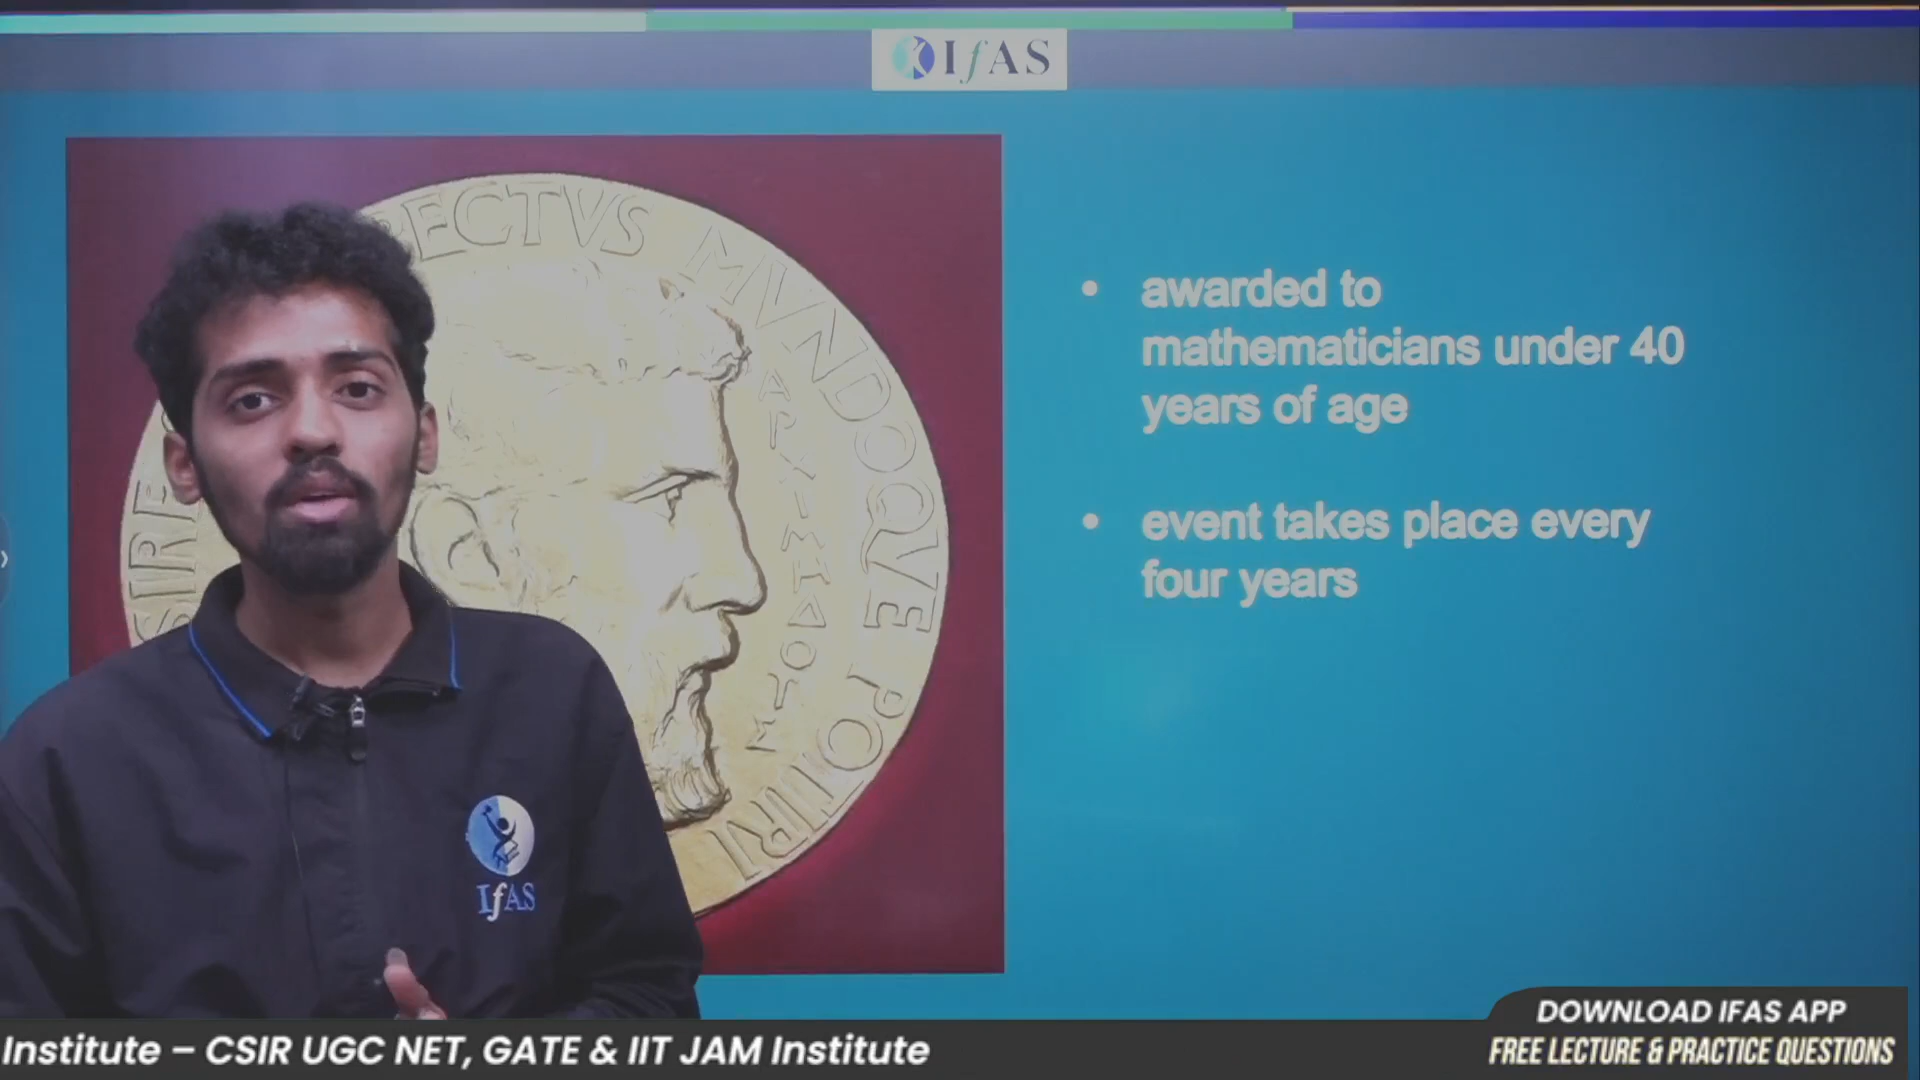 IfAS
PECTVS MVNDOQVE POTIRI
awarded to
mathematicians under 40
years of age
event takes place every
four years
IfAS
DOWNLOAD IFAS APP
Institute – CSIR UGC NET, GATE & IIT JAM Institute
FREE LECTURE & PRACTICE QUESTIONS